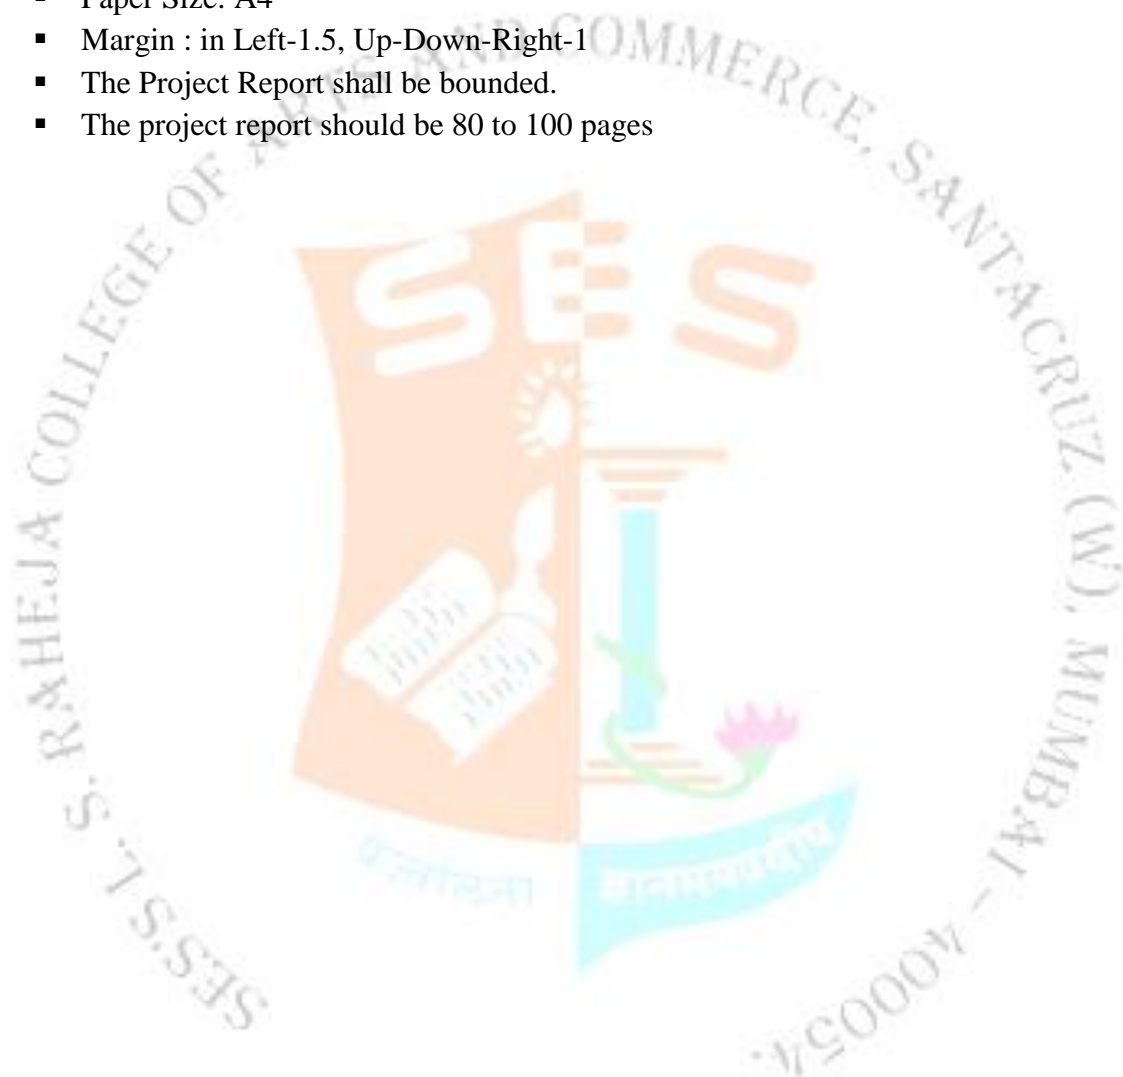 ▪ Paper Size: A4
▪ Margin : in Left-1.5, Up-Down-Right-1
▪ The Project Report shall be bounded.
▪ The project report should be 80 to 100 pages
SES'S L. S. RAHEJA COLLEGE OF ARTS AND COMMERCE, SANTACRUZ (W), MUMBAI – 400054.
SES